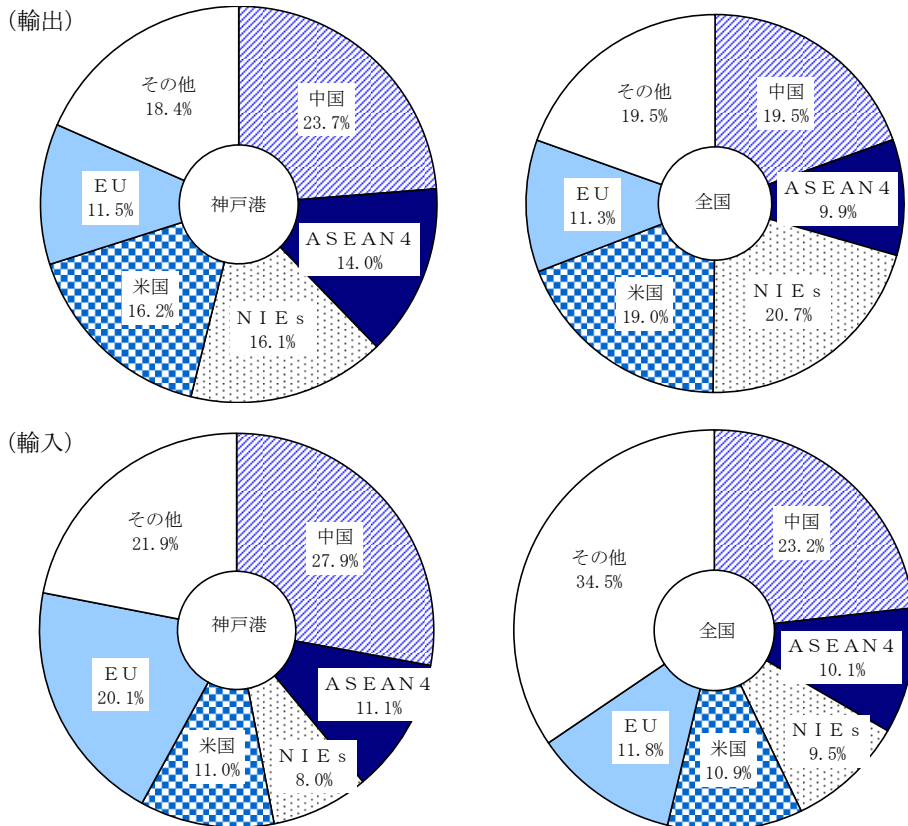 (輸出)
その他
18.4%
中国
23.7%
ＥＵ
11.5%
神戸港
ＡＳＥＡＮ4
14.0%
米国
16.2%
ＮＩＥｓ
16.1%
その他
19.5%
中国
19.5%
ＥＵ
11.3%
全国
ＡＳＥＡＮ4
9.9%
米国
19.0%
ＮＩＥｓ
20.7%
(輸入)
その他
21.9%
中国
27.9%
神戸港
ＥＵ
20.1%
ＡＳＥＡＮ4
11.1%
米国
11.0%
ＮＩＥｓ
8.0%
その他
34.5%
中国
23.2%
全国
ＡＳＥＡＮ4
10.1%
ＥＵ
11.8%
米国
10.9%
ＮＩＥｓ
9.5%